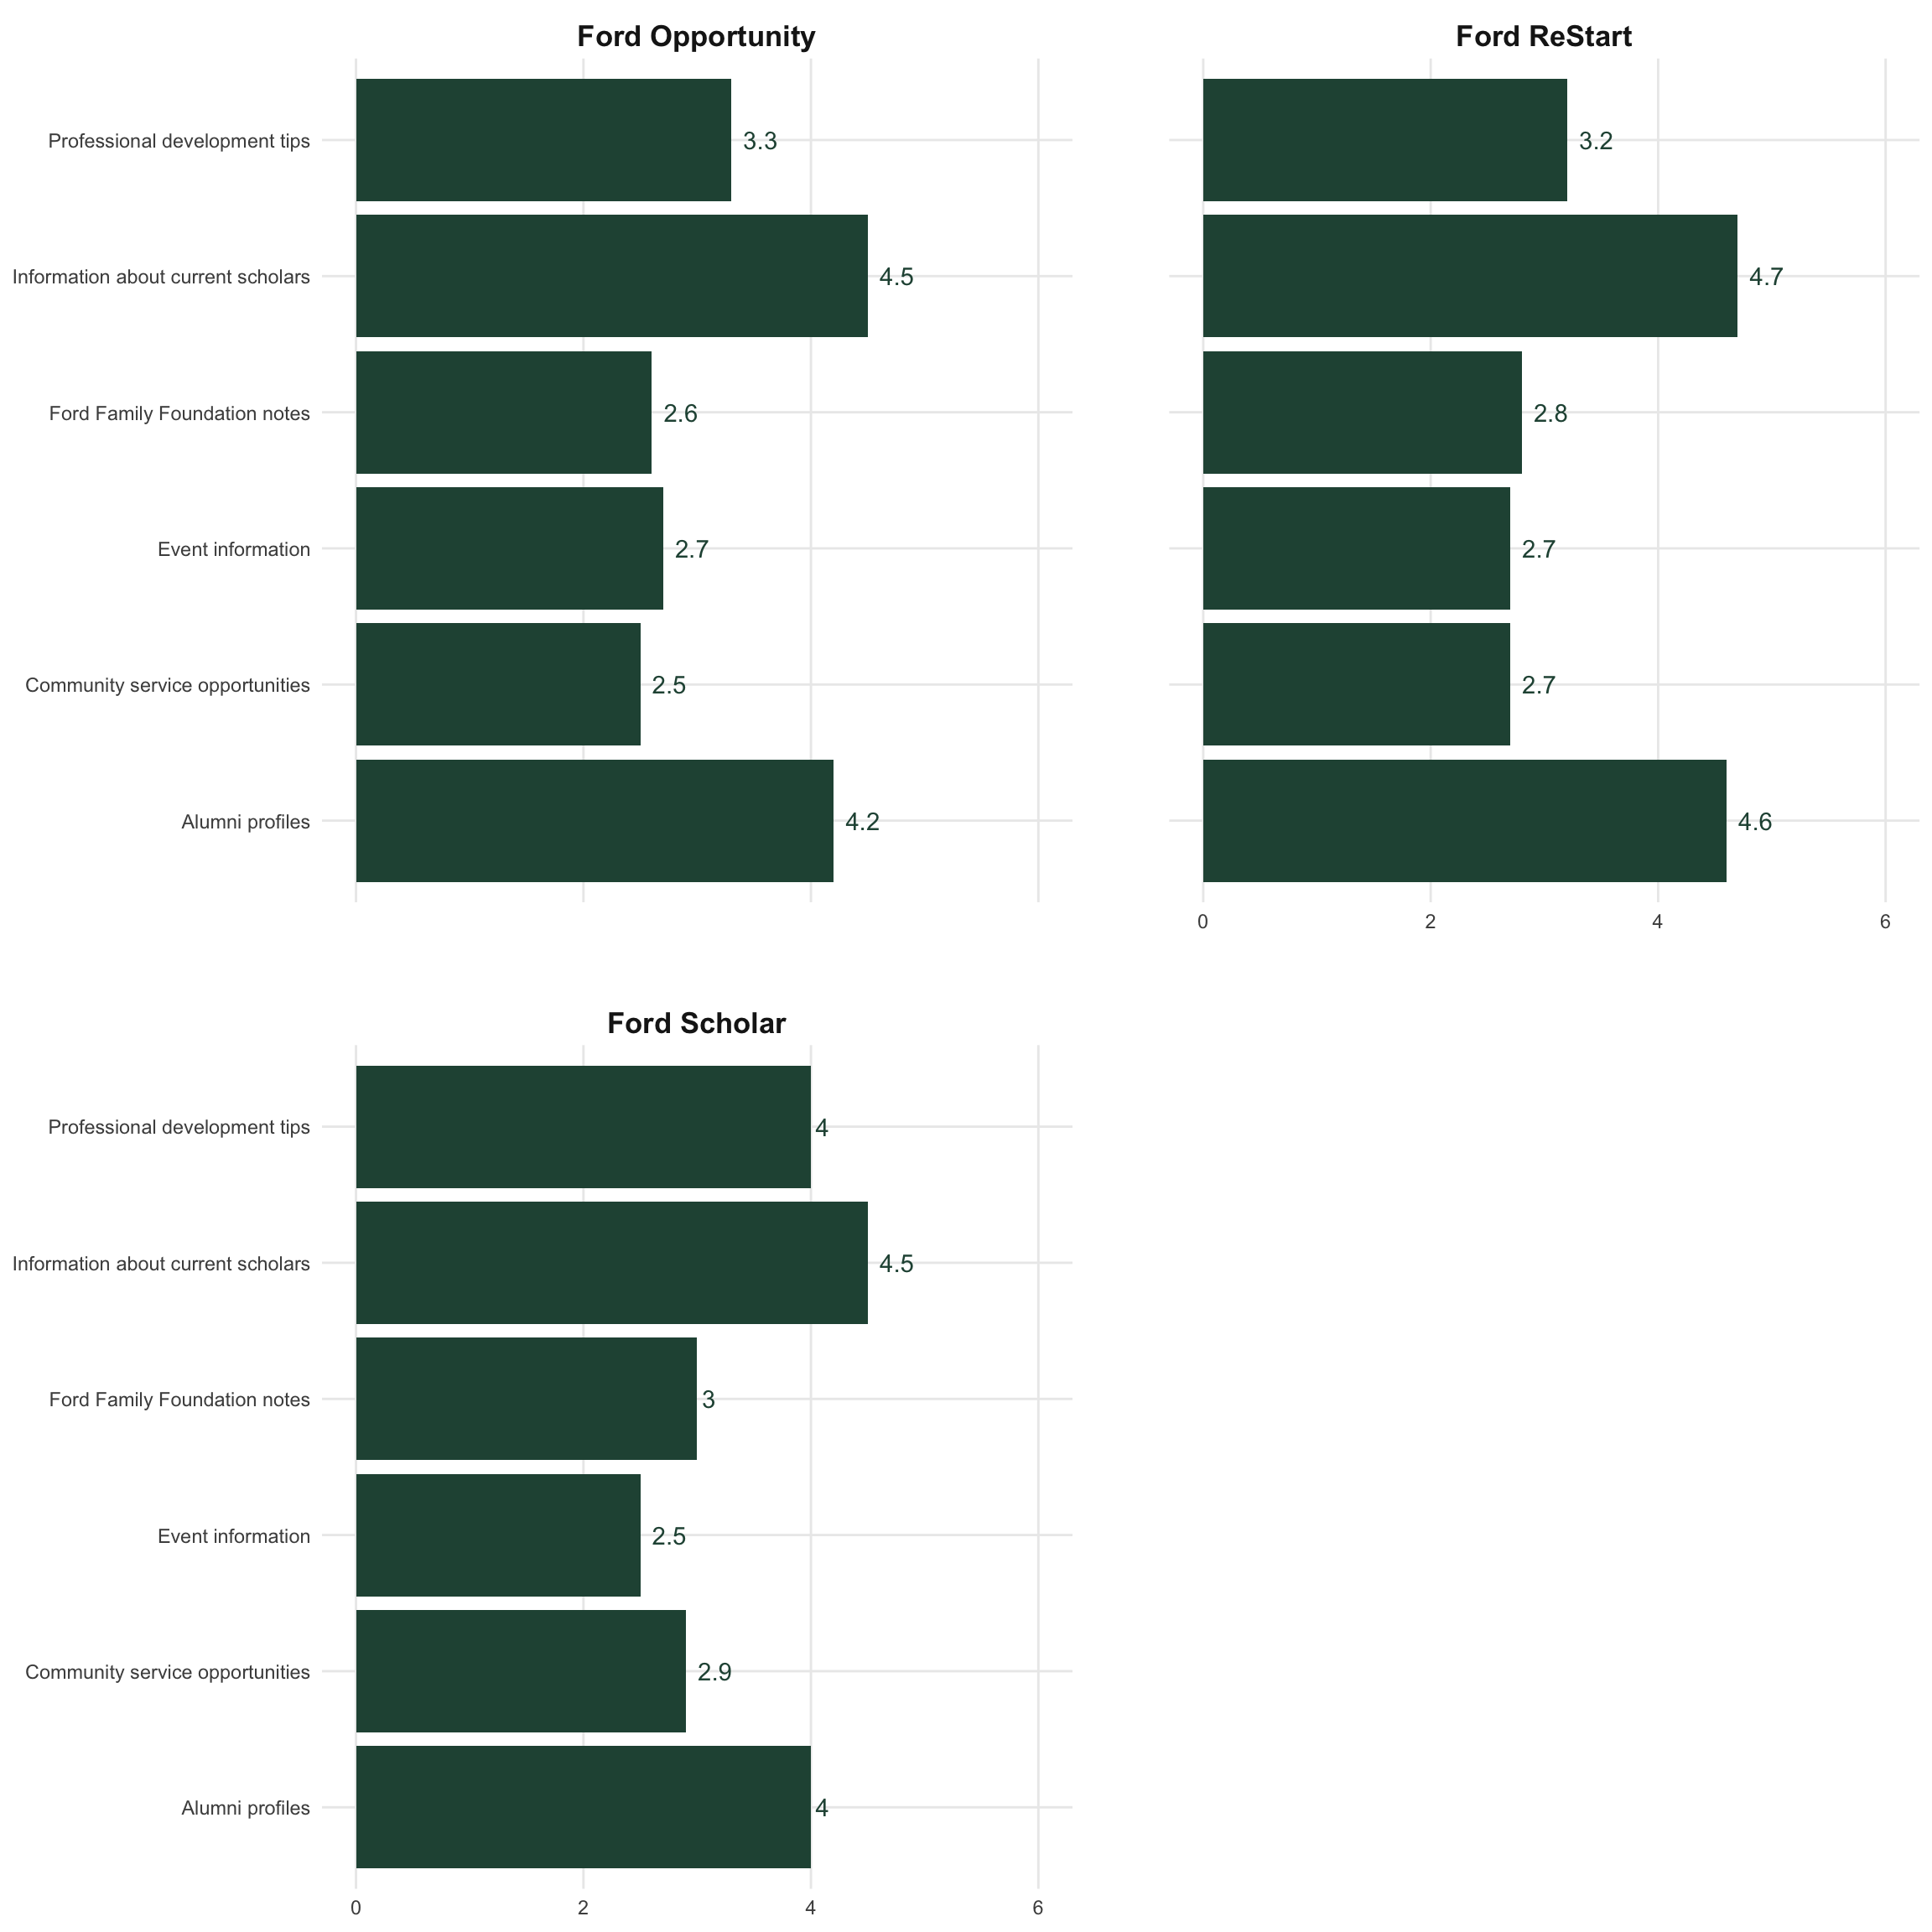 Ford Opportunity
Professional development tips 3.3
Information about current scholars 4.5
Ford Family Foundation notes 2.6
Event information 2.7
Community service opportunities 2.5
Alumni profiles 4.2
Ford ReStart
3.2
4.7
2.8
2.7
2.7
4.6
0 2 4 6
Ford Scholar
Professional development tips 4
Information about current scholars 4.5
Ford Family Foundation notes 3
Event information 2.5
Community service opportunities 2.9
Alumni profiles 4
0 2 4 6